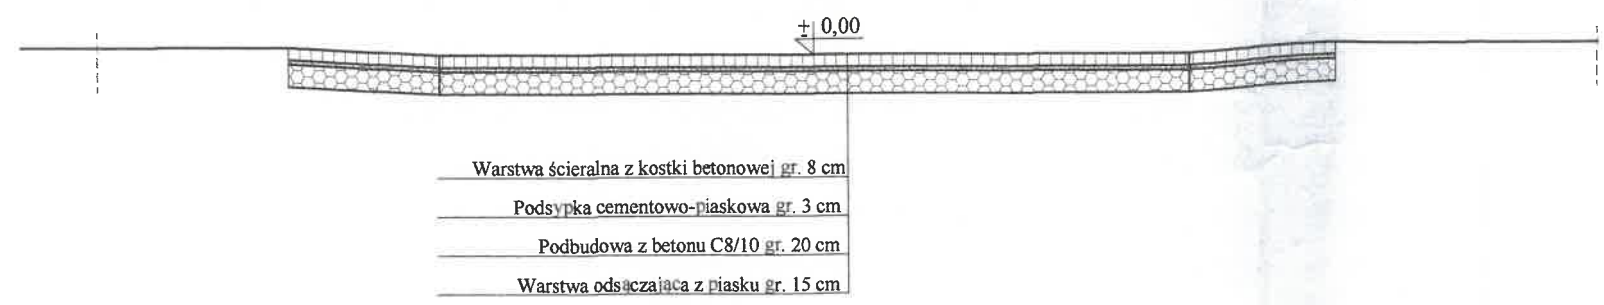 ± 0,00
Warstwa ścieralna z kostki betonowej gr. 8 cm
Podsypka cementowo-piaskowa gr. 3 cm
Podbudowa z betonu C8/10 gr. 20 cm
Warstwa odsączająca z piasku gr. 15 cm